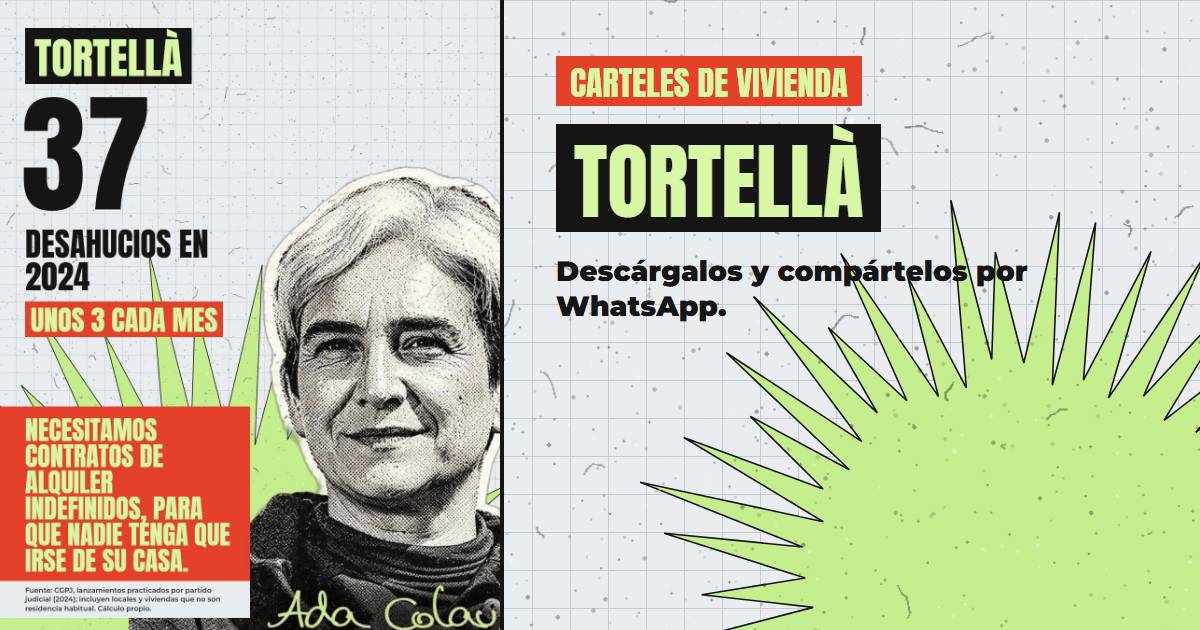 TORTELLÀ
37
DESAHUCIOS EN
2024
UNOS 3 CADA MES
NECESITAMOS
CONTRATOS DE
ALQUILER
INDEFINIDOS, PARA
QUE NADIE TENGA QUE
IRSE DE SU CASA.
Fuente: CGPJ, lanzamientos practicados por partido
judicial (2024); incluyen locales y viviendas que no son
residencia habitual. Cálculo propio.
Ada Colau
CARTELES DE VIVIENDA
TORTELLÀ
Descárgalos y compártelos por
WhatsApp.